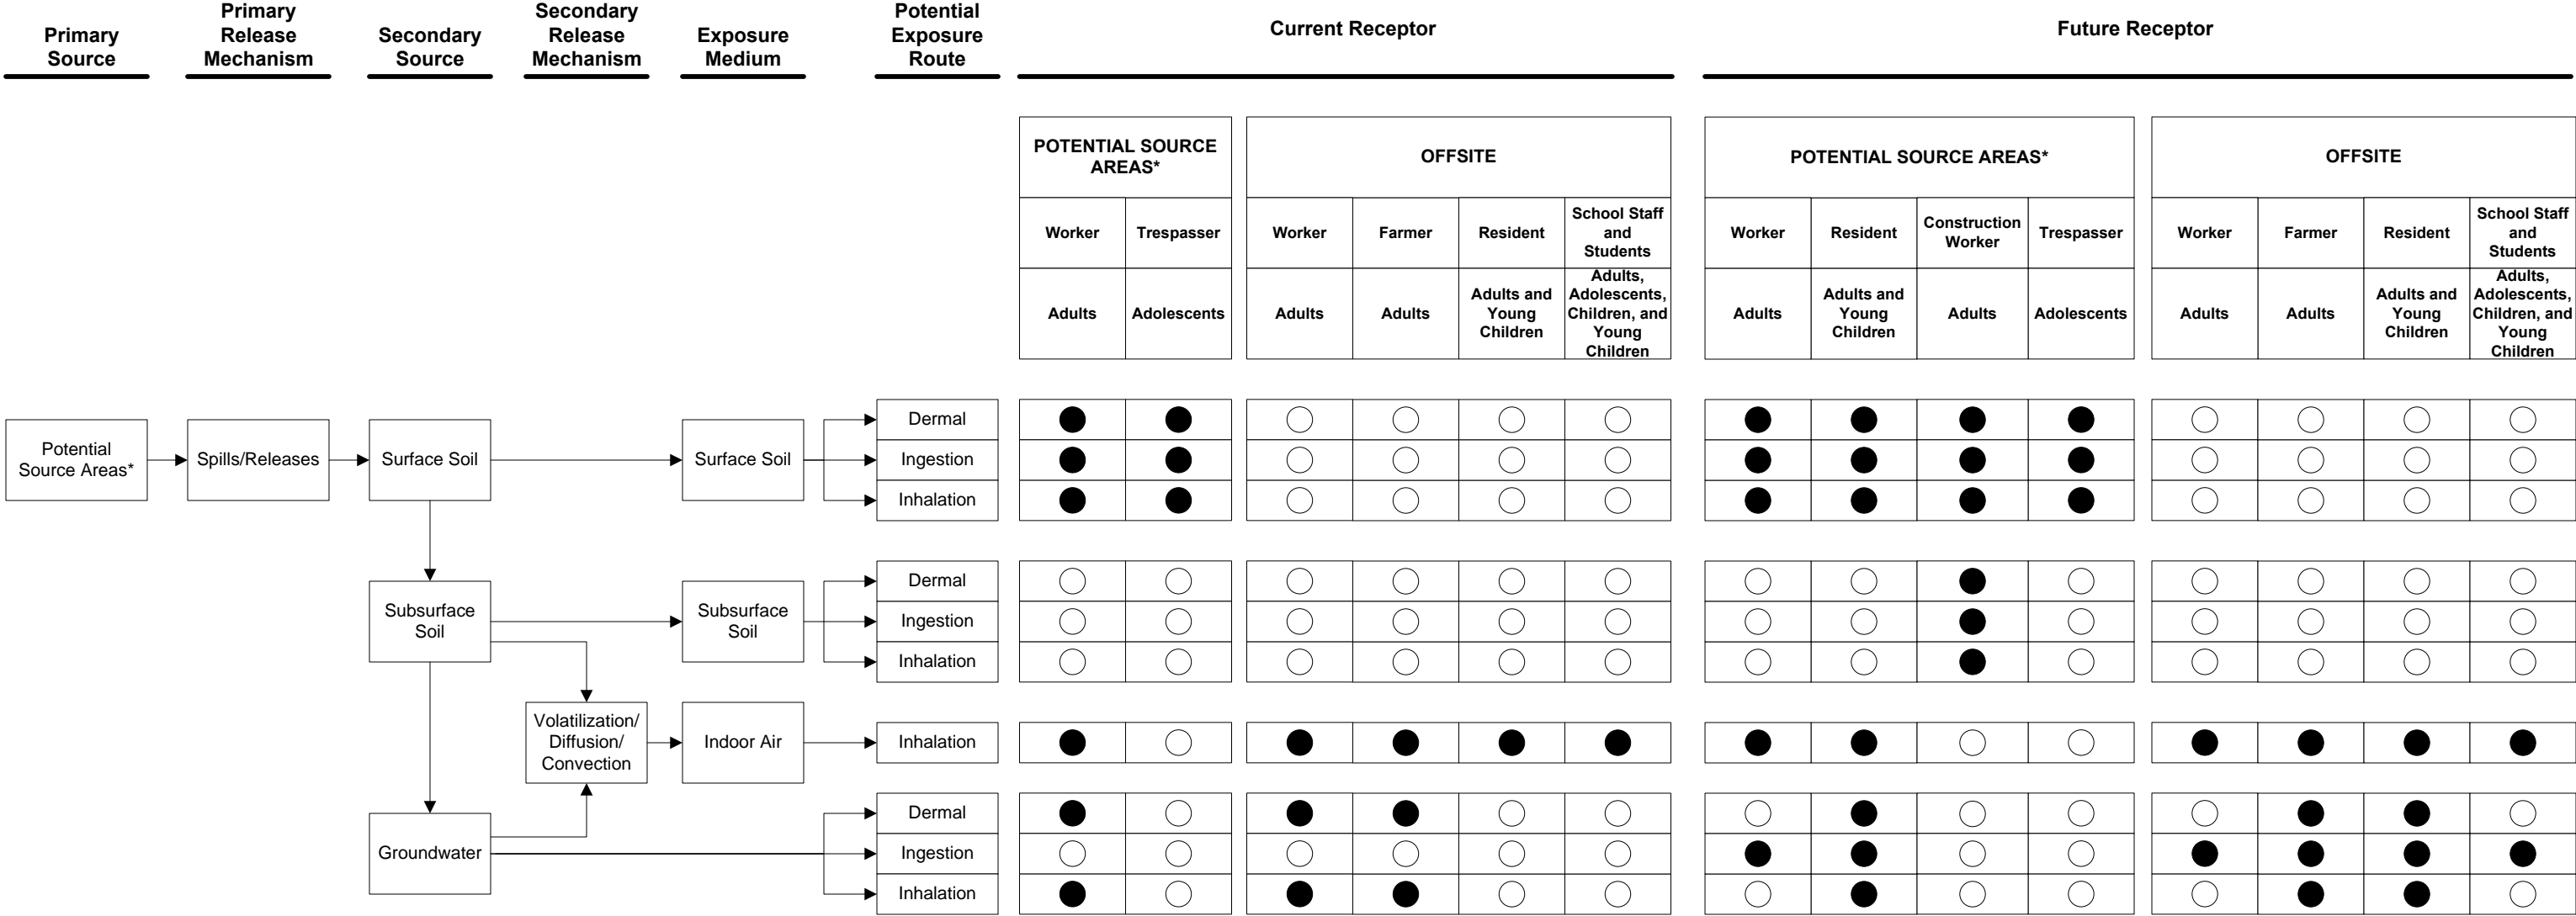 Primary
Source
Primary
Release
Mechanism
Secondary
Source
Secondary
Release
Mechanism
Exposure
Medium
Potential
Exposure
Route
Current Receptor
Future Receptor
POTENTIAL SOURCE
AREAS*
OFFSITE
POTENTIAL SOURCE AREAS*
OFFSITE
Worker
Trespasser
Worker
Farmer
Resident
School Staff
and
Students
Worker
Resident
Construction
Worker
Trespasser
Worker
Farmer
Resident
School Staff
and
Students
Adults
Adolescents
Adults
Adults
Adults and
Young
Children
Adults,
Adolescents,
Children, and
Young
Children
Adults
Adults and
Young
Children
Adults
Adolescents
Adults
Adults
Adults and
Young
Children
Adults,
Adolescents,
Children, and
Young
Children
Potential
Source Areas*
Spills/Releases
Surface Soil
Surface Soil
Dermal
Ingestion
Inhalation
Subsurface
Soil
Subsurface
Soil
Dermal
Ingestion
Inhalation
Volatilization/
Diffusion/
Convection
Indoor Air
Inhalation
Groundwater
Dermal
Ingestion
Inhalation